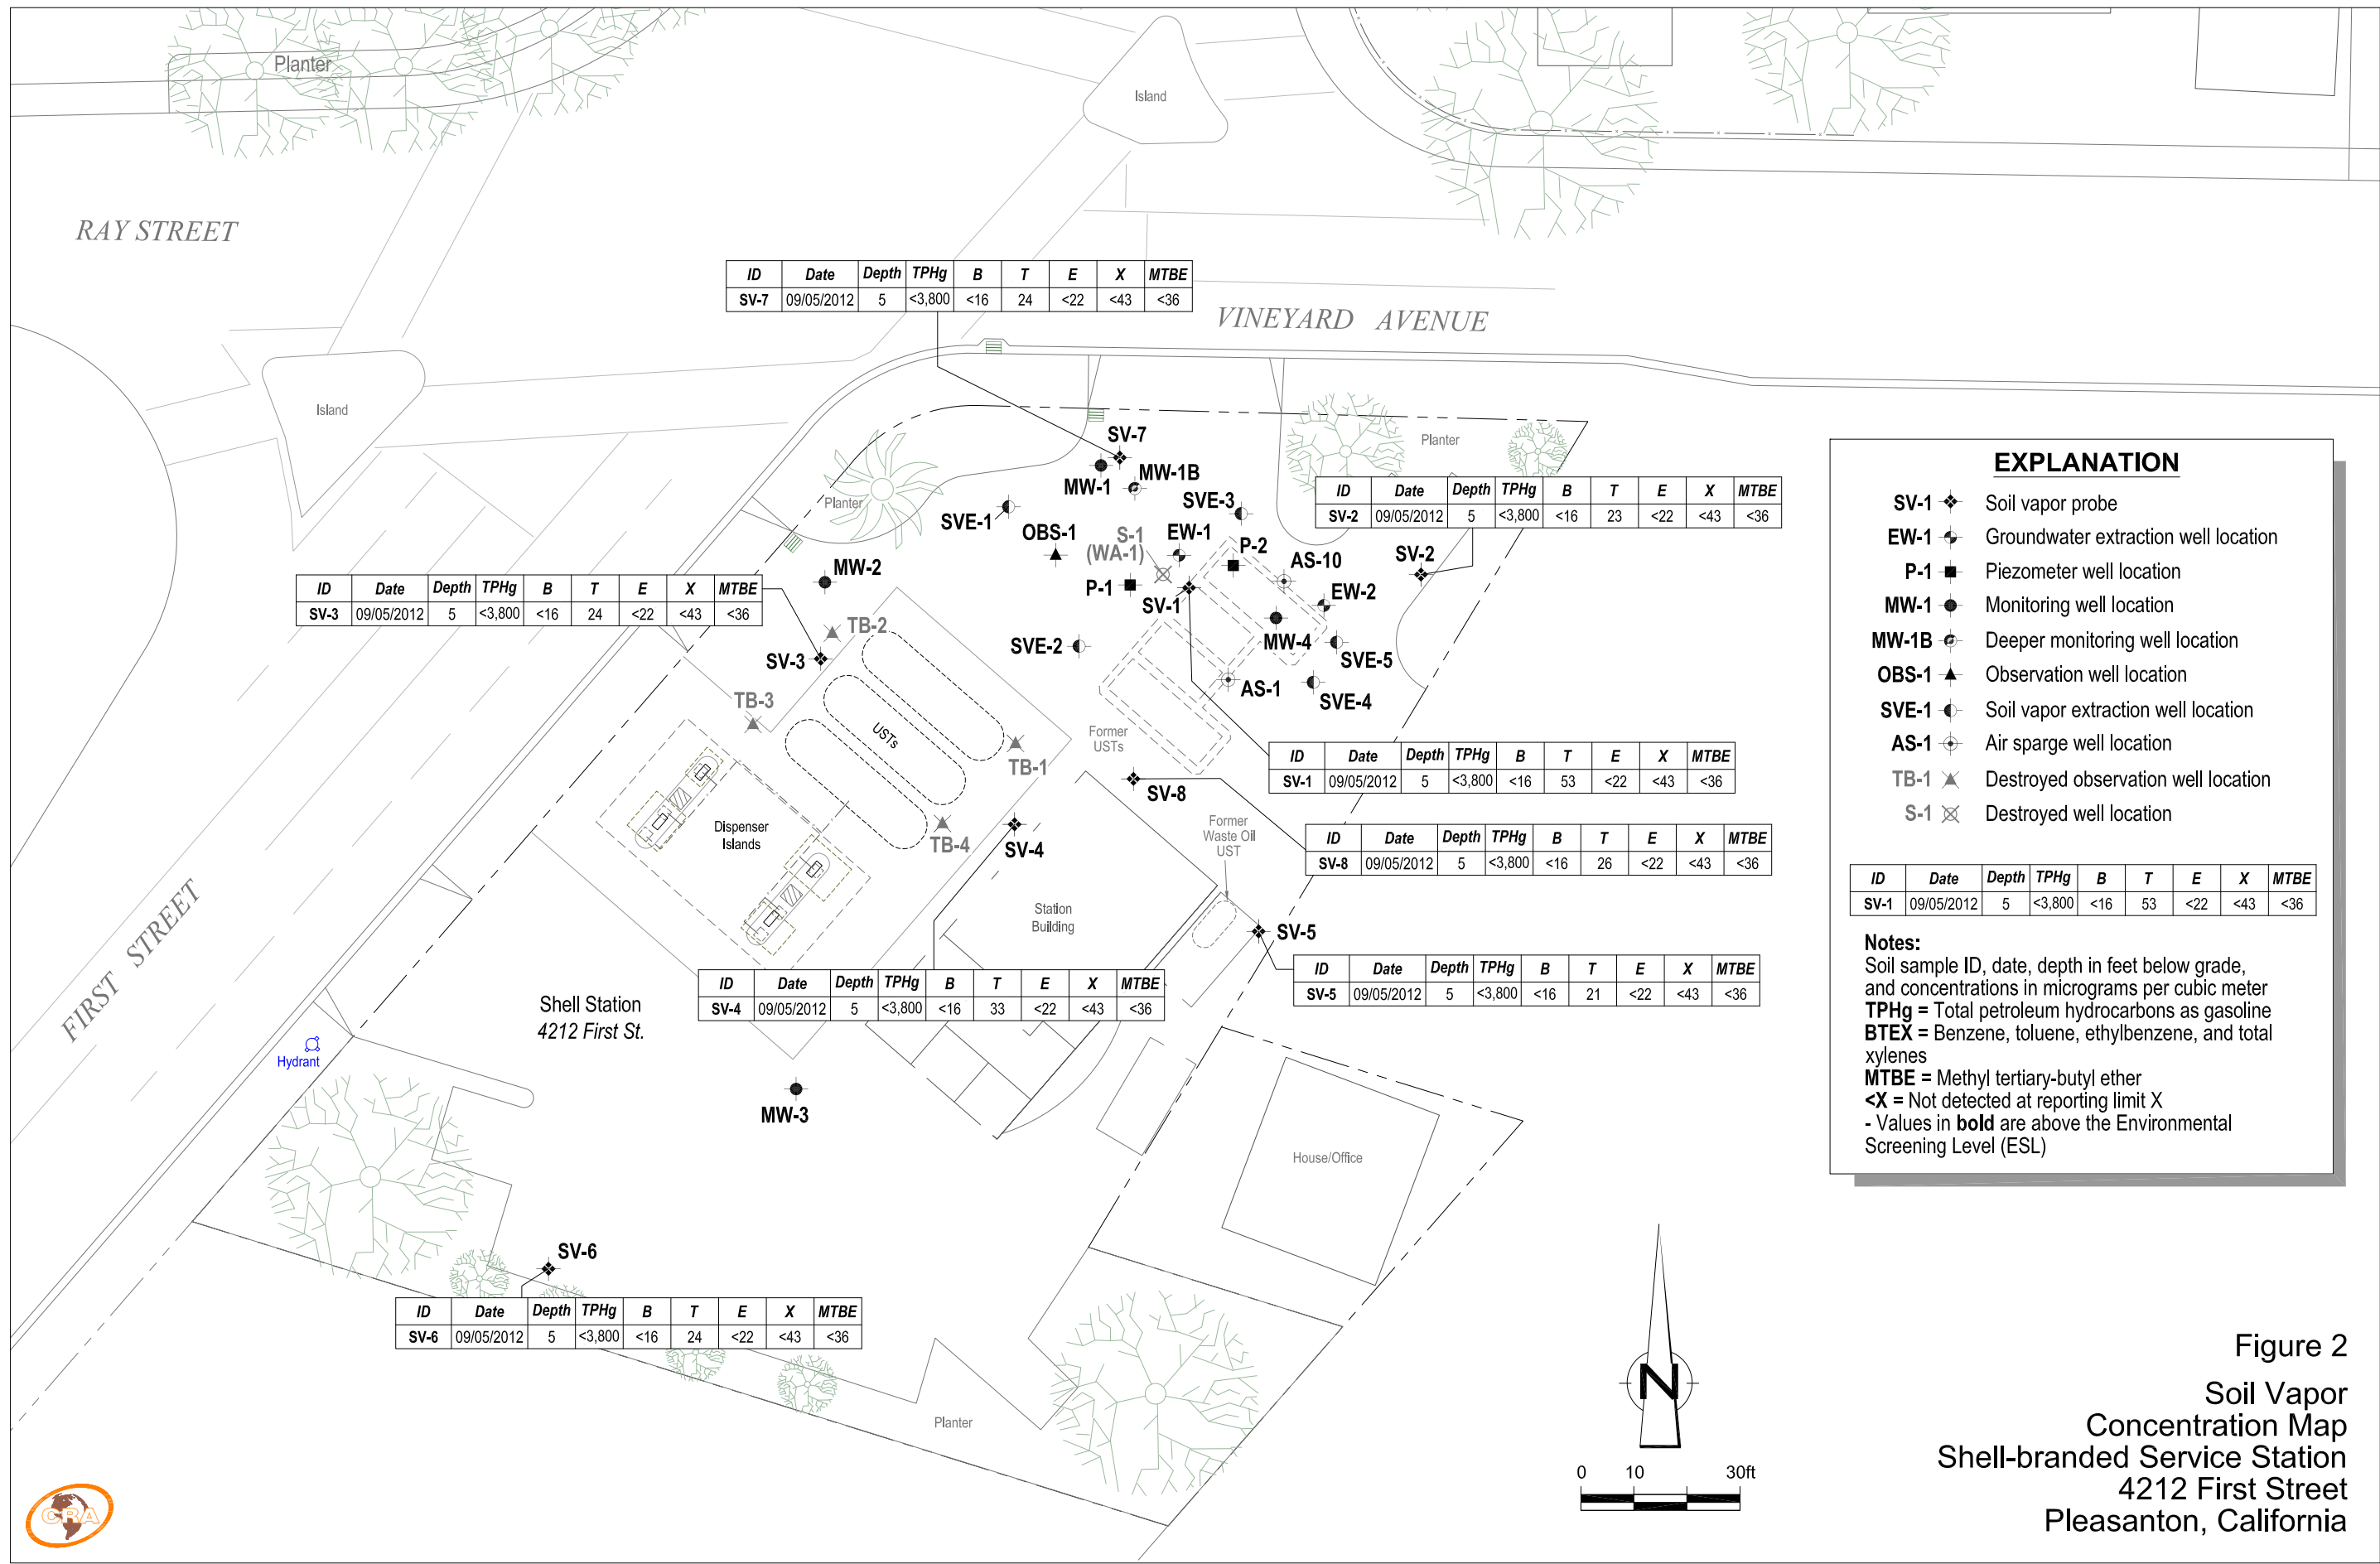 Planter
Island
RAY STREET
ID Date Depth TPHg B T E X MTBE
SV-7 09/05/2012 5 <3,800 <16 24 <22 <43 <36
VINEYARD AVENUE
Island
SV-7
MW-1
MW-1B
Planter
Planter
SVE-1
SVE-3
ID Date Depth TPHg B T E X MTBE
SV-2 09/05/2012 5 <3,800 <16 23 <22 <43 <36
OBS-1
S-1
(WA-1)
EW-1
P-2
AS-10
SV-2
MW-2
P-1
SV-1
EW-2
ID Date Depth TPHg B T E X MTBE
SV-3 09/05/2012 5 <3,800 <16 24 <22 <43 <36
TB-2
SVE-2
MW-4
SVE-5
SV-3
AS-1
SVE-4
TB-3
USTs
Former
USTs
TB-1
ID Date Depth TPHg B T E X MTBE
SV-1 09/05/2012 5 <3,800 <16 53 <22 <43 <36
SV-8
Dispenser
Islands
TB-4
SV-4
Former
Waste Oil
UST
ID Date Depth TPHg B T E X MTBE
SV-8 09/05/2012 5 <3,800 <16 26 <22 <43 <36
Station
Building
SV-5
FIRST STREET
ID Date Depth TPHg B T E X MTBE
SV-5 09/05/2012 5 <3,800 <16 21 <22 <43 <36
ID Date Depth TPHg B T E X MTBE
SV-4 09/05/2012 5 <3,800 <16 33 <22 <43 <36
Shell Station
4212 First St.
Hydrant
MW-3
House/Office
SV-6
ID Date Depth TPHg B T E X MTBE
SV-6 09/05/2012 5 <3,800 <16 24 <22 <43 <36
Planter
EXPLANATION
SV-1 Soil vapor probe
EW-1 Groundwater extraction well location
P-1 Piezometer well location
MW-1 Monitoring well location
MW-1B Deeper monitoring well location
OBS-1 Observation well location
SVE-1 Soil vapor extraction well location
AS-1 Air sparge well location
TB-1 Destroyed observation well location
S-1 Destroyed well location
ID Date Depth TPHg B T E X MTBE
SV-1 09/05/2012 5 <3,800 <16 53 <22 <43 <36
Notes:
Soil sample ID, date, depth in feet below grade,
and concentrations in micrograms per cubic meter
TPHg = Total petroleum hydrocarbons as gasoline
BTEX = Benzene, toluene, ethylbenzene, and total
xylenes
MTBE = Methyl tertiary-butyl ether
<X = Not detected at reporting limit X
- Values in bold are above the Environmental
Screening Level (ESL)
N
0 10 30ft
CRA
Figure 2
Soil Vapor
Concentration Map
Shell-branded Service Station
4212 First Street
Pleasanton, California